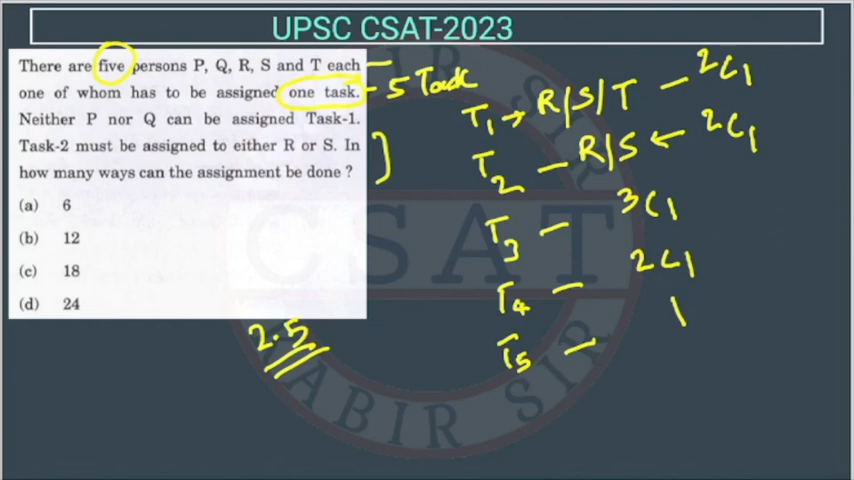 UPSC CSAT-2023
There are five persons P, Q, R, S and T each
one of whom has to be assigned one task.
Neither P nor Q can be assigned Task-1.
Task-2 must be assigned to either R or S. In
how many ways can the assignment be done ?
(a) 6
(b) 12
(c) 18
(d) 24
5 Task
T1 → R/S/T — 2C1
T2 — R/S ← 2C1
T3 — 3C1
T4 — 2C1
T5 — 1
2.5
CSAT
KABIR SIR